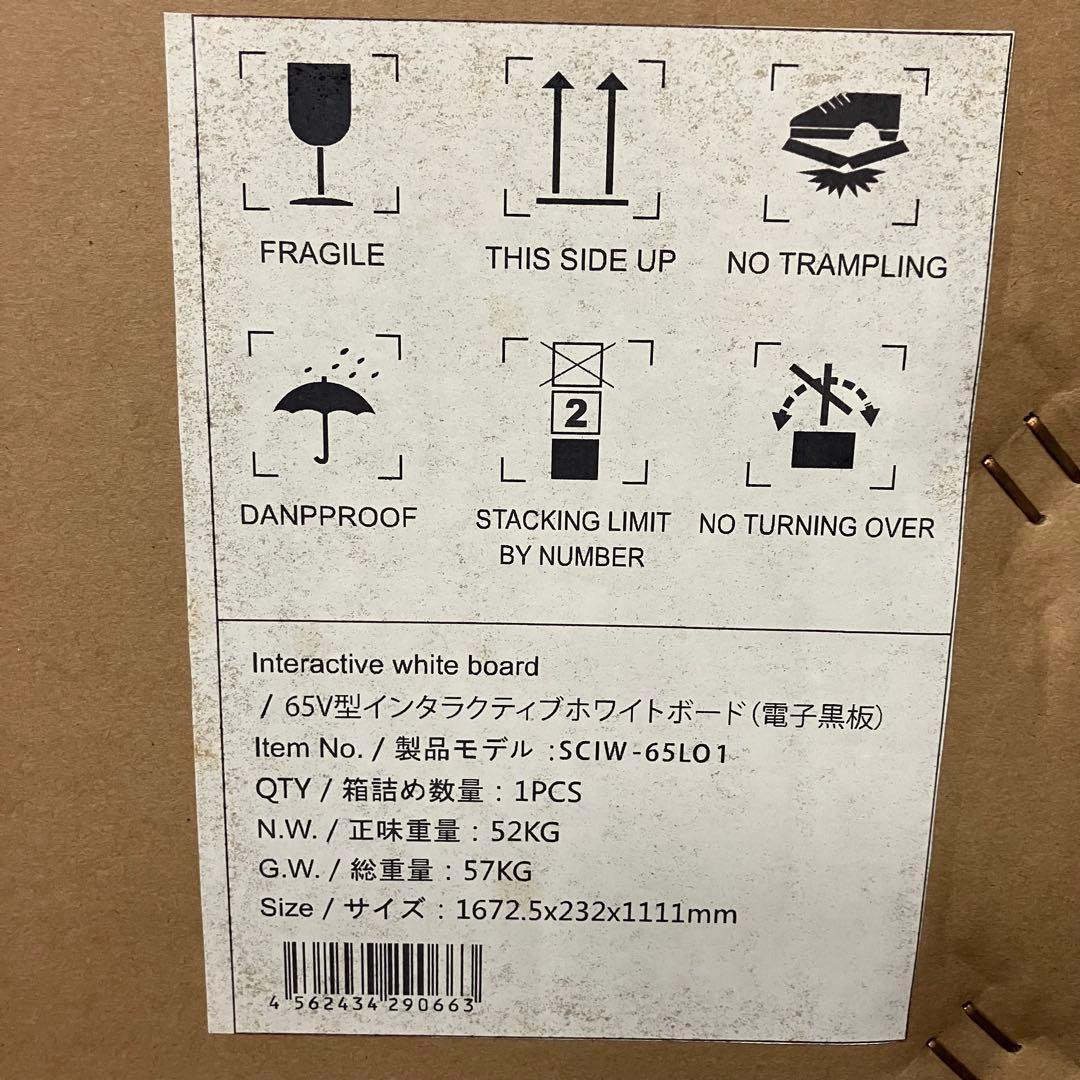 FRAGILE
THIS SIDE UP
NO TRAMPLING
2
DANPPROOF
STACKING LIMIT
BY NUMBER
NO TURNING OVER
Interactive white board
/ 65V型インタラクティブホワイトボード(電子黒板)
Item No. / 製品モデル :SCIW-65L01
QTY / 箱詰め数量 : 1PCS
N.W. / 正味重量 : 52KG
G.W. / 総重量 : 57KG
Size / サイズ : 1672.5x232x1111mm
4 562434 290663